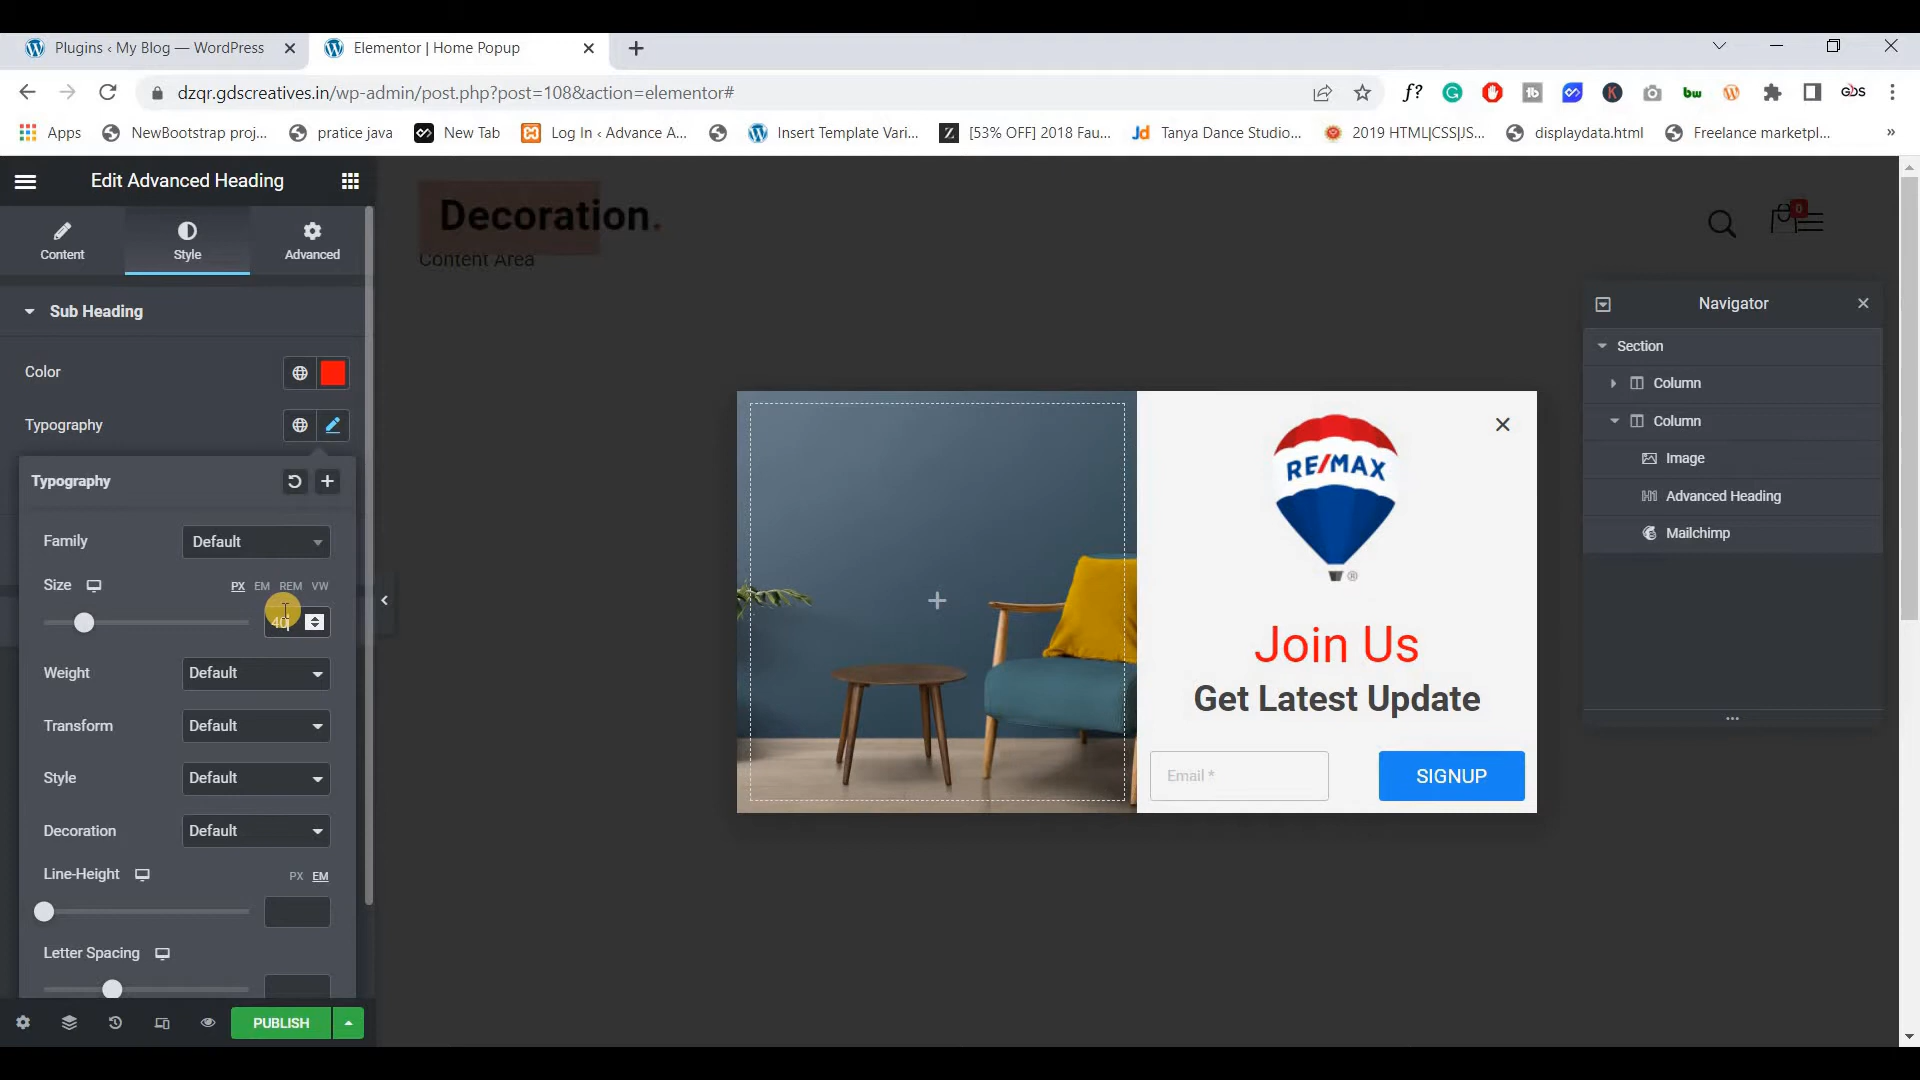 Plugins ‹ My Blog — WordPress
Elementor | Home Popup
dzqr.gdscreatives.in/wp-admin/post.php?post=108&action=elementor#
Apps
NewBootstrap proj...
pratice java
New Tab
Log In ‹ Advance A...
Insert Template Vari...
[53% OFF] 2018 Fau...
Tanya Dance Studio...
2019 HTML|CSS|JS...
displaydata.html
Freelance marketpl...
»
Edit Advanced Heading
Content
Style
Advanced
Sub Heading
Color
Typography
Typography
Family
Default
Size
PX EM REM VW
40
Weight
Default
Transform
Default
Style
Default
Decoration
Default
Line-Height
PX EM
Letter Spacing
PUBLISH
Decoration.
Content Area
0
RE/MAX
®
Join Us
Get Latest Update
Email *
SIGNUP
Navigator
Section
Column
Column
Image
Advanced Heading
Mailchimp